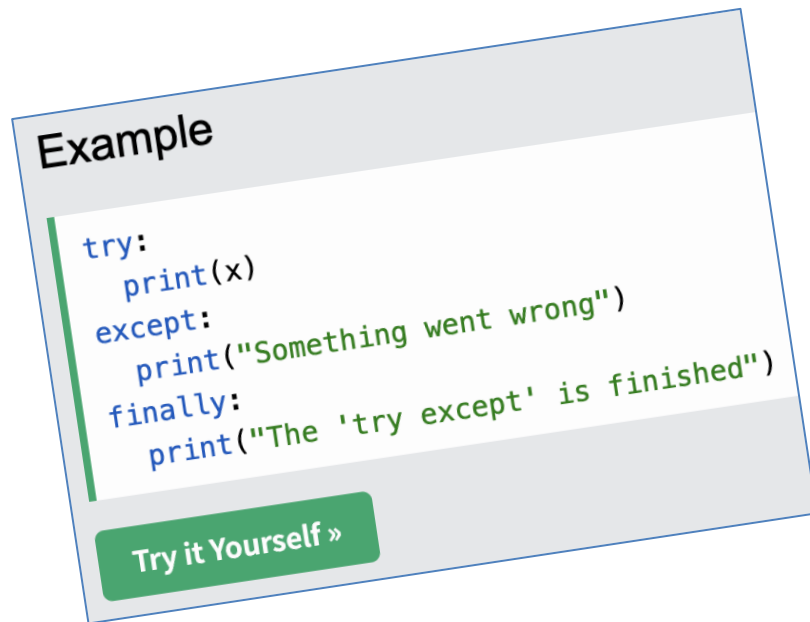 Example
try:
  print(x)
except:
  print("Something went wrong")
finally:
  print("The 'try except' is finished")
Try it Yourself »